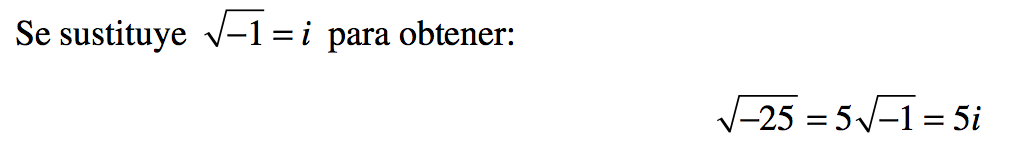 Se sustituye √−1 = i para obtener:
√−25 = 5√−1 = 5i